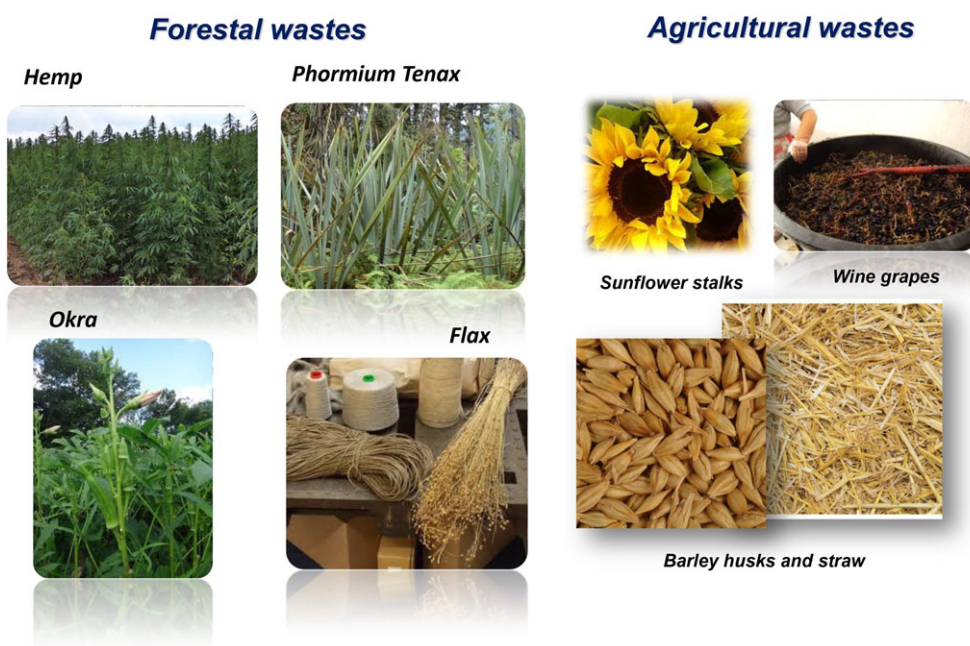 Forestal wastes
Hemp
Phormium Tenax
Okra
Flax
Agricultural wastes
Sunflower stalks
Wine grapes
Barley husks and straw